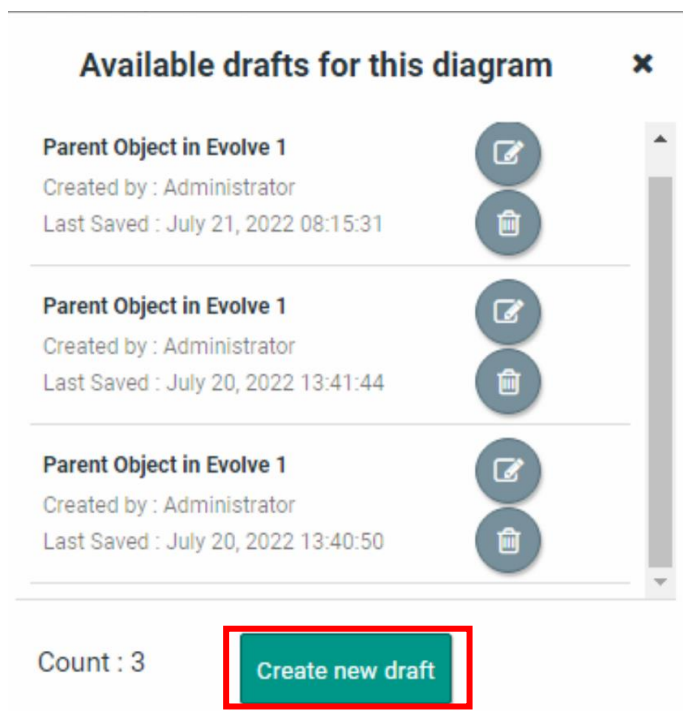 Available drafts for this diagram
Parent Object in Evolve 1
Created by : Administrator
Last Saved : July 21, 2022 08:15:31
Parent Object in Evolve 1
Created by : Administrator
Last Saved : July 20, 2022 13:41:44
Parent Object in Evolve 1
Created by : Administrator
Last Saved : July 20, 2022 13:40:50
Count : 3
Create new draft